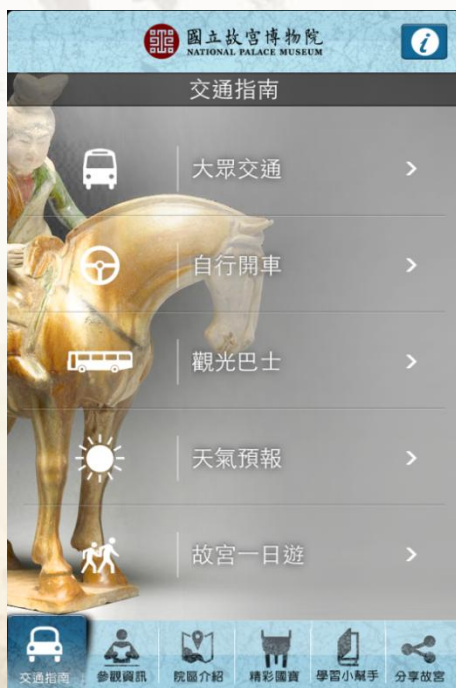 國立故宮博物院
NATIONAL PALACE MUSEUM
i
交通指南
大眾交通
自行開車
觀光巴士
天氣預報
故宮一日遊
交通指南 參觀資訊 院區介紹 精彩國寶 學習小幫手 分享故宮